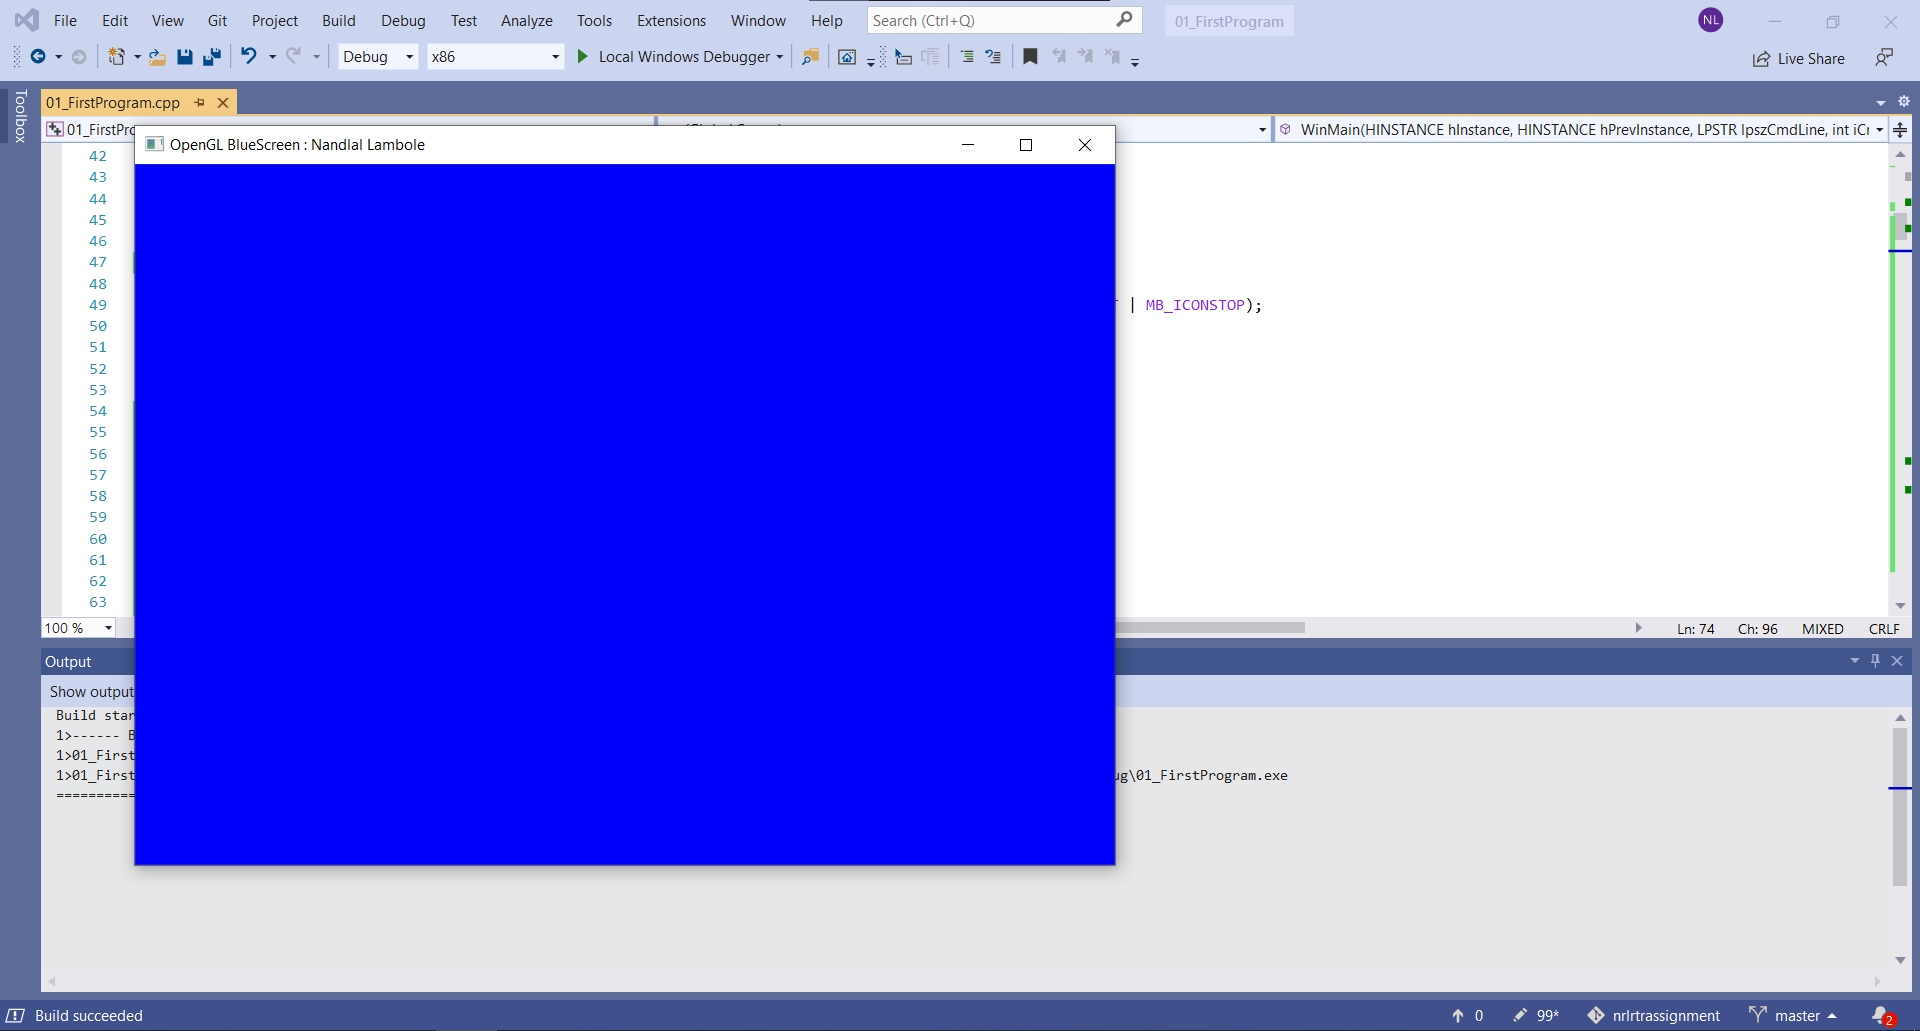 File Edit View Git Project Build Debug Test Analyze Tools Extensions Window Help Search (Ctrl+Q) 01_FirstProgram NL
Debug x86 Local Windows Debugger Live Share
Toolbox
01_FirstProgram.cpp
01_FirstPro WinMain(HINSTANCE hInstance, HINSTANCE hPrevInstance, LPSTR lpszCmdLine, int iCr
OpenGL BlueScreen : Nandlal Lambole
42
43
44
45
46
47
48
49 | MB_ICONSTOP);
50
51
52
53
54
55
56
57
58
59
60
61
62
63
100 % Ln: 74 Ch: 96 MIXED CRLF
Output
Show output
Build star
1>------ B
1>01_First
1>01_First ug\01_FirstProgram.exe
==========
Build succeeded 0 99* nrlrtrassignment master 2